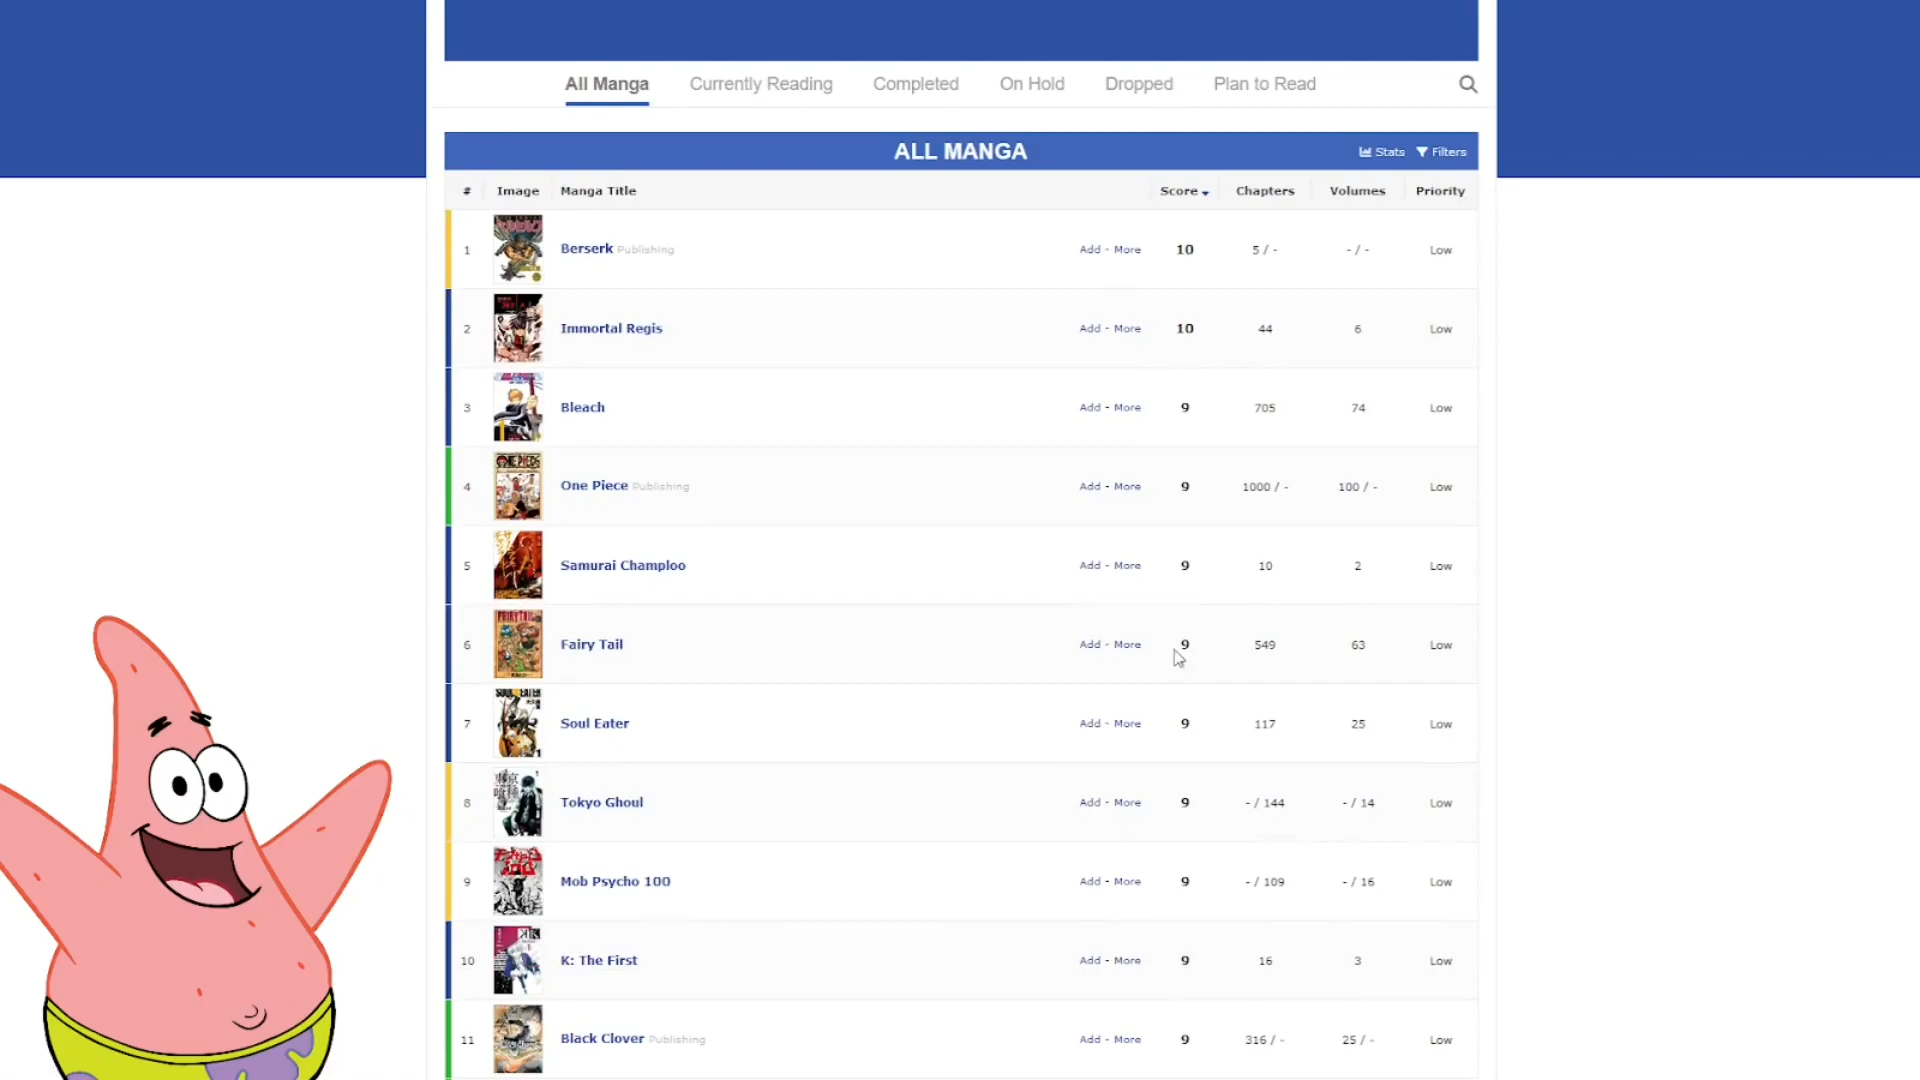 All Manga Currently Reading Completed On Hold Dropped Plan to Read
ALL MANGA Stats Filters
# Image Manga Title Score Chapters Volumes Priority
1 Berserk Publishing Add - More 10 5 / - - / - Low
2 Immortal Regis Add - More 10 44 6 Low
3 Bleach Add - More 9 705 74 Low
ONE PIECE
4 One Piece Publishing Add - More 9 1000 / - 100 / - Low
5 Samurai Champloo Add - More 9 10 2 Low
FAIRY TAIL
6 Fairy Tail Add - More 9 549 63 Low
SOUL EATER
7 Soul Eater Add - More 9 117 25 Low
8 Tokyo Ghoul Add - More 9 - / 144 - / 14 Low
9 Mob Psycho 100 Add - More 9 - / 109 - / 16 Low
10 K: The First Add - More 9 16 3 Low
11 Black Clover Publishing Add - More 9 316 / - 25 / - Low